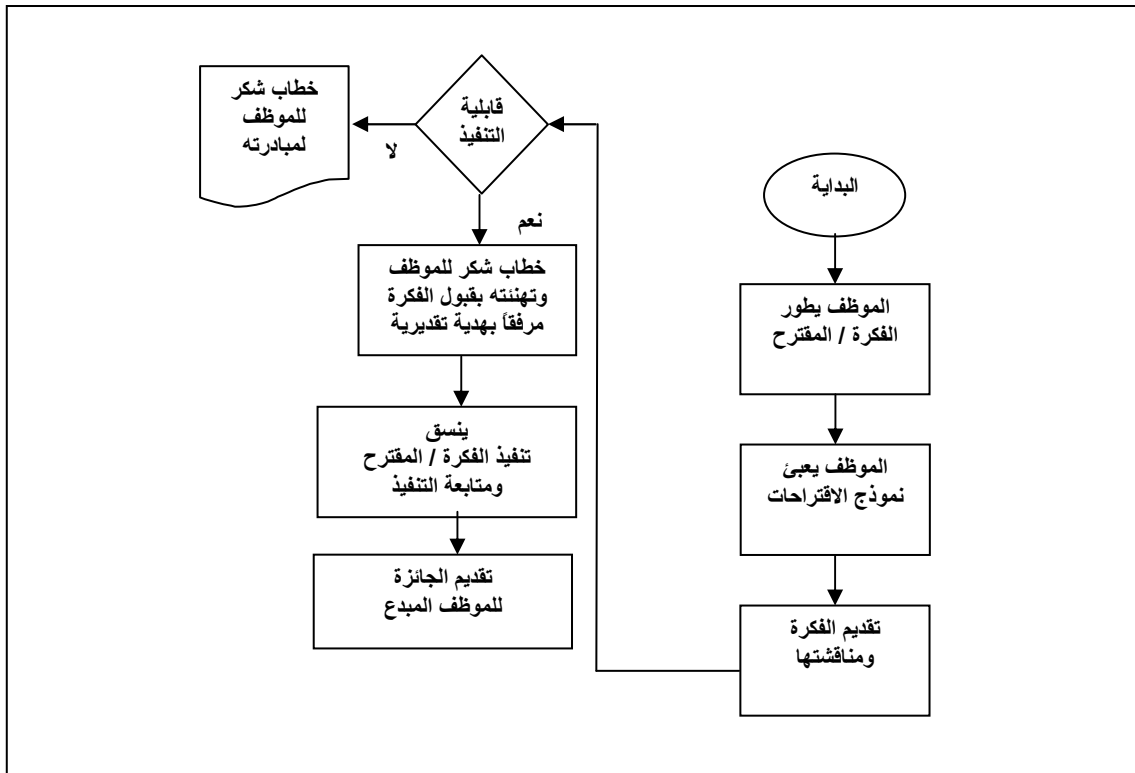 البداية
الموظف يطور
الفكرة / المقترح
الموظف يعبئ
نموذج الاقتراحات
تقديم الفكرة
ومناقشتها
قابلية
التنفيذ
لا
خطاب شكر
للموظف
لمبادرته
نعم
خطاب شكر للموظف
وتهنئته بقبول الفكرة
مرفقاً بهدية تقديرية
ينسق
تنفيذ الفكرة / المقترح
ومتابعة التنفيذ
تقديم الجائزة
للموظف المبدع